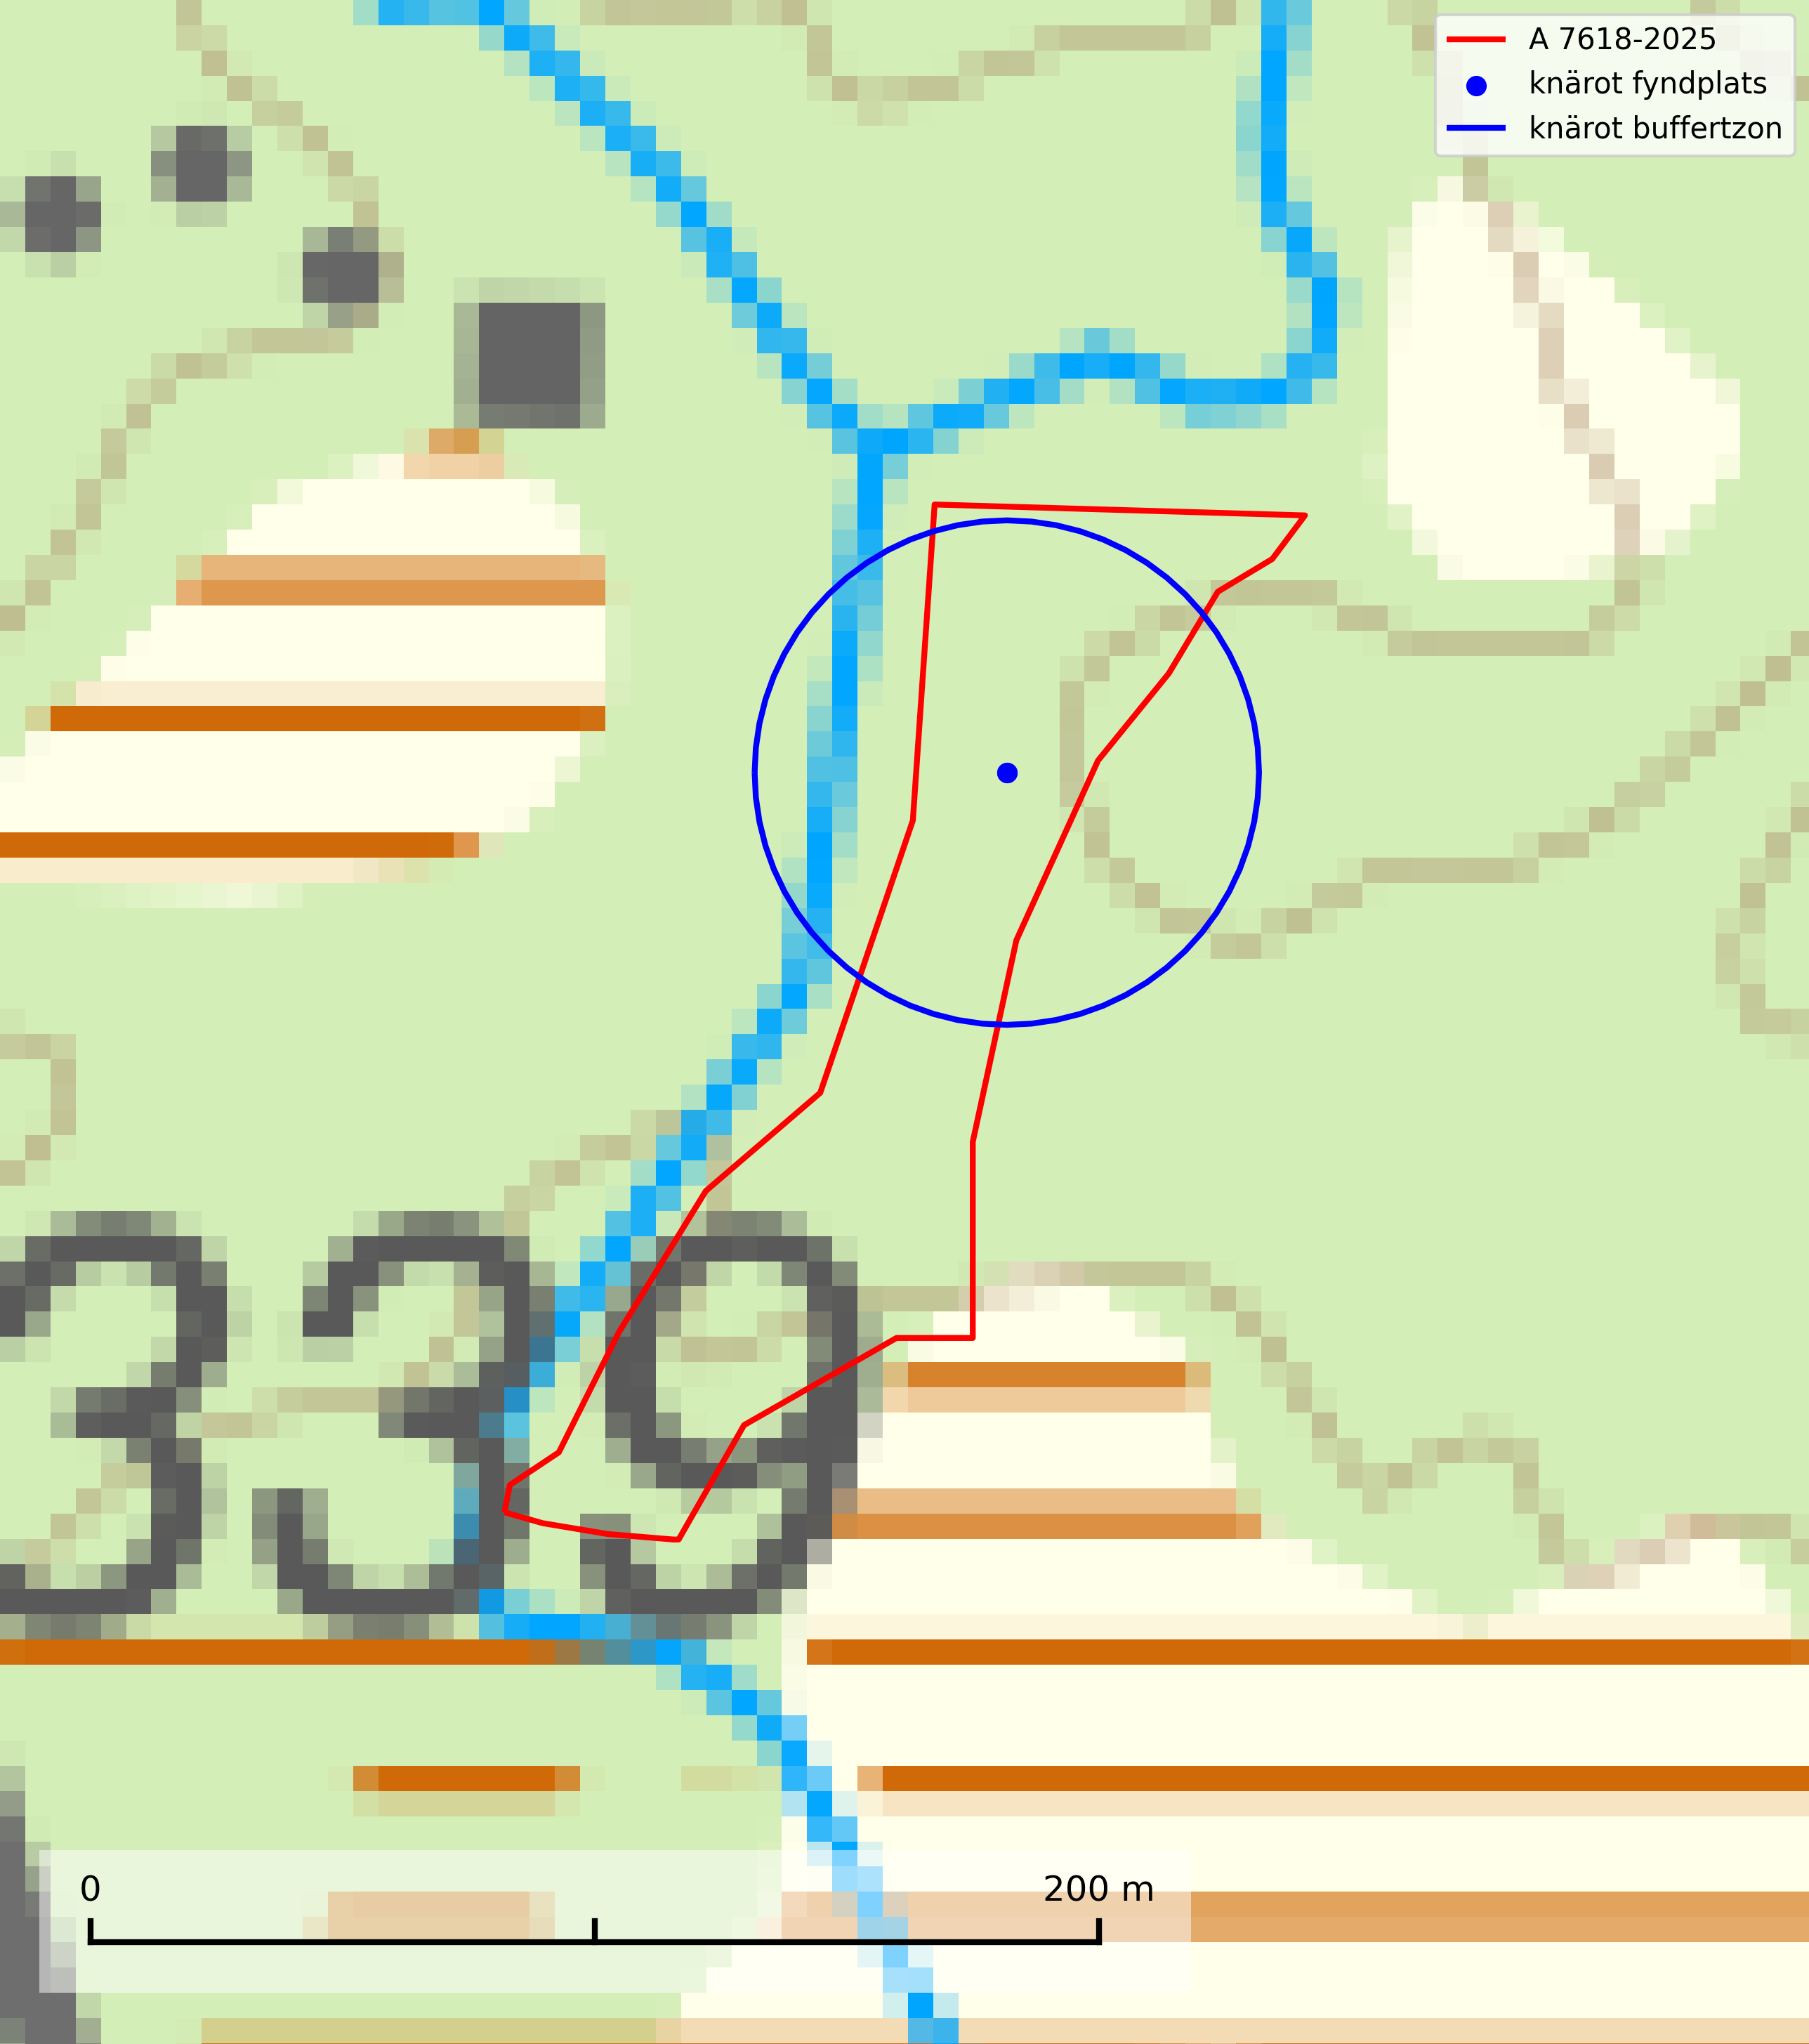 A 7618-2025
knärot fyndplats
knärot buffertzon
339
0
200 m